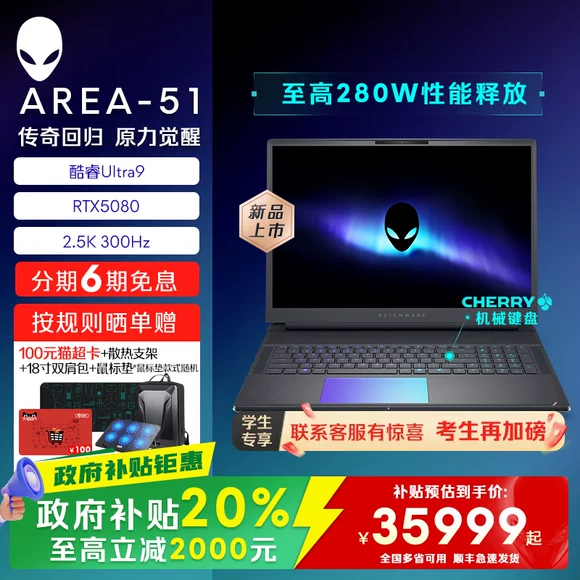 AREA-51
传奇回归 原力觉醒
酷睿Ultra9
RTX5080
2.5K 300Hz
分期6期免息
按规则晒单赠
100元猫超卡+散热支架
+18寸双肩包+鼠标垫*鼠标垫款式随机
¥100
至高280W性能释放
新品
上市
ALIENWARE
CHERRY
机械键盘
学生
专享
联系客服有惊喜 考生再加磅
政府补贴钜惠
政府补贴20%
至高立减2000元
补贴预估到手价:
¥35999起
全国多省可用 顺丰急速发货